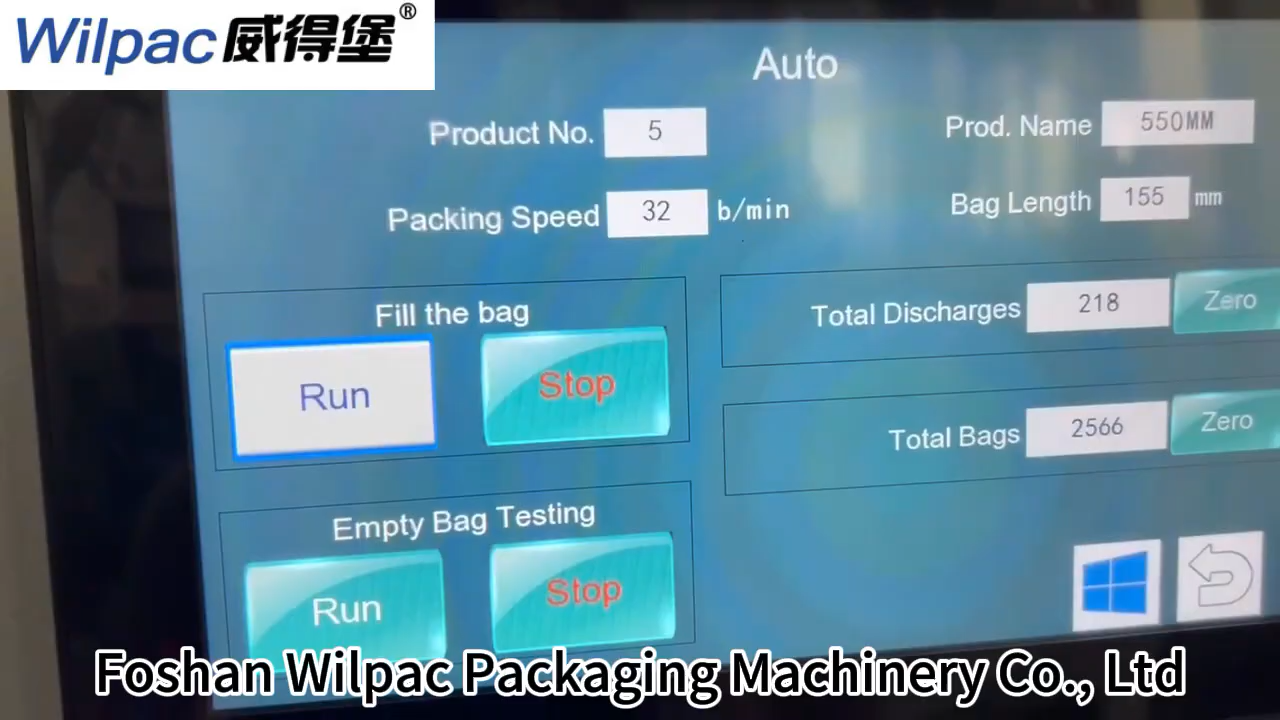 Wilpac威得堡®
Auto
Product No. 5
Prod. Name 550MM
Packing Speed 32 b/min
Bag Length 155 mm
Fill the bag
Run Stop
Total Discharges 218 Zero
Total Bags 2566 Zero
Empty Bag Testing
Run Stop
Foshan Wilpac Packaging Machinery Co., Ltd